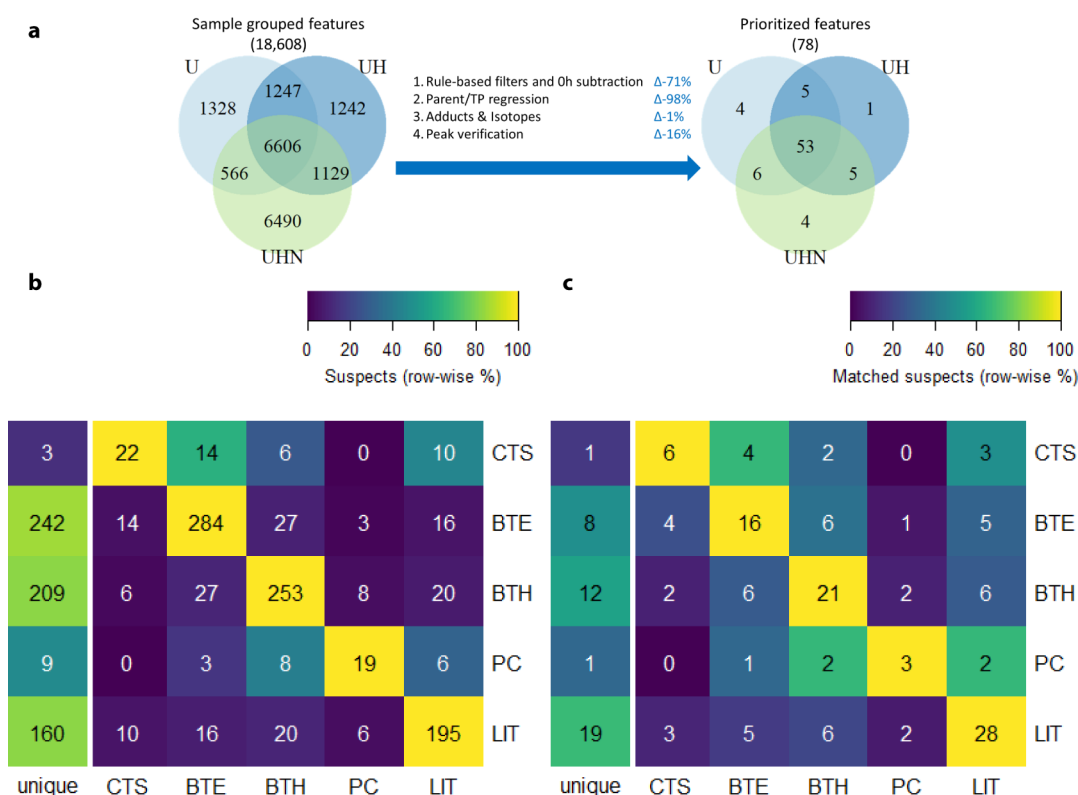 a
Sample grouped features
(18,608)
U
UH
1247
1328
1242
6606
566
1129
6490
UHN
1. Rule-based filters and 0h subtraction Δ-71%
2. Parent/TP regression Δ-98%
3. Adducts & Isotopes Δ-1%
4. Peak verification Δ-16%
Prioritized features
(78)
U
UH
5
4
1
53
6
5
4
UHN
b
0 20 40 60 80 100
Suspects (row-wise %)
3 22 14 6 0 10 CTS
242 14 284 27 3 16 BTE
209 6 27 253 8 20 BTH
9 0 3 8 19 6 PC
160 10 16 20 6 195 LIT
unique CTS BTE BTH PC LIT
c
0 20 40 60 80 100
Matched suspects (row-wise %)
1 6 4 2 0 3 CTS
8 4 16 6 1 5 BTE
12 2 6 21 2 6 BTH
1 0 1 2 3 2 PC
19 3 5 6 2 28 LIT
unique CTS BTE BTH PC LIT